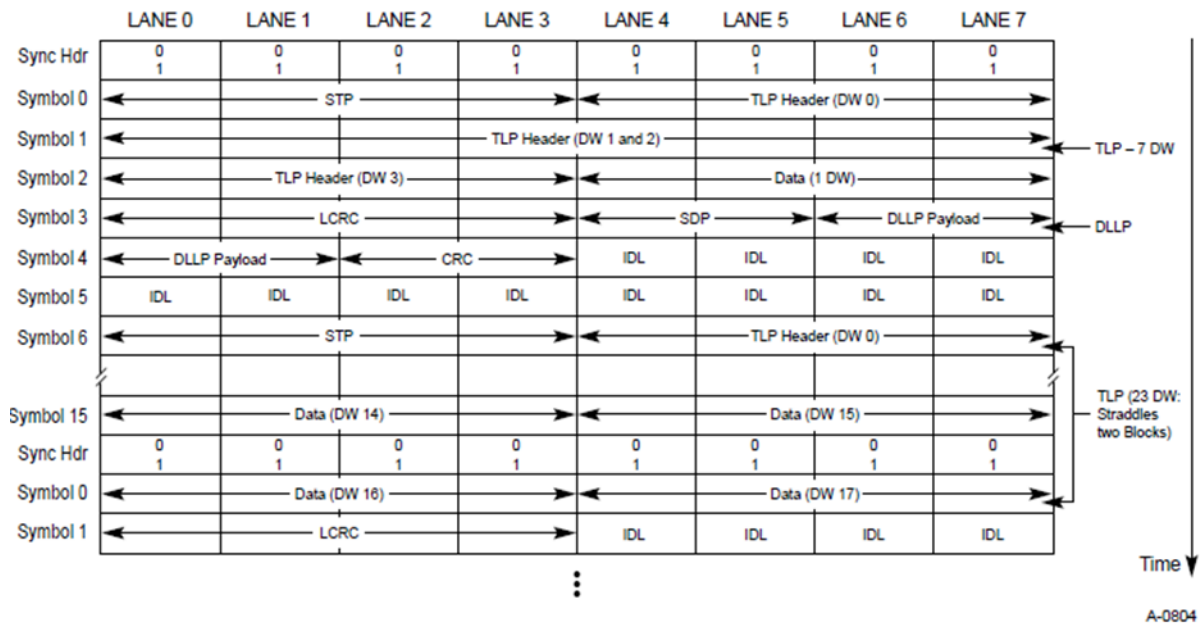 LANE 0 LANE 1 LANE 2 LANE 3 LANE 4 LANE 5 LANE 6 LANE 7
Sync Hdr 0 0 0 0 0 0 0 0
1 1 1 1 1 1 1 1
Symbol 0 STP TLP Header (DW 0)
Symbol 1 TLP Header (DW 1 and 2)
TLP – 7 DW
Symbol 2 TLP Header (DW 3) Data (1 DW)
Symbol 3 LCRC SDP DLLP Payload
DLLP
Symbol 4 DLLP Payload CRC IDL IDL IDL IDL
Symbol 5 IDL IDL IDL IDL IDL IDL IDL IDL
Symbol 6 STP TLP Header (DW 0)
TLP (23 DW:
Straddles
two Blocks)
Symbol 15 Data (DW 14) Data (DW 15)
Sync Hdr 0 0 0 0 0 0 0 0
1 1 1 1 1 1 1 1
Symbol 0 Data (DW 16) Data (DW 17)
Symbol 1 LCRC IDL IDL IDL IDL
Time
A-0804